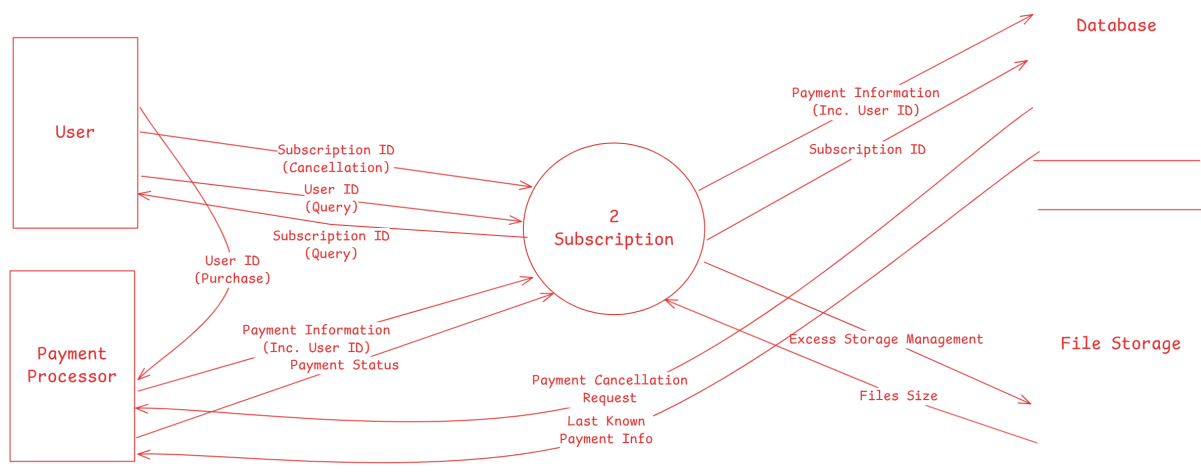 Database
Payment Information
(Inc. User ID)
User
Subscription ID
(Cancellation)
Subscription ID
User ID
(Query)
2
Subscription
Subscription ID
(Query)
User ID
(Purchase)
Payment Information
(Inc. User ID)
Payment Status
Excess Storage Management
File Storage
Payment
Processor
Payment Cancellation
Request
Files Size
Last Known
Payment Info